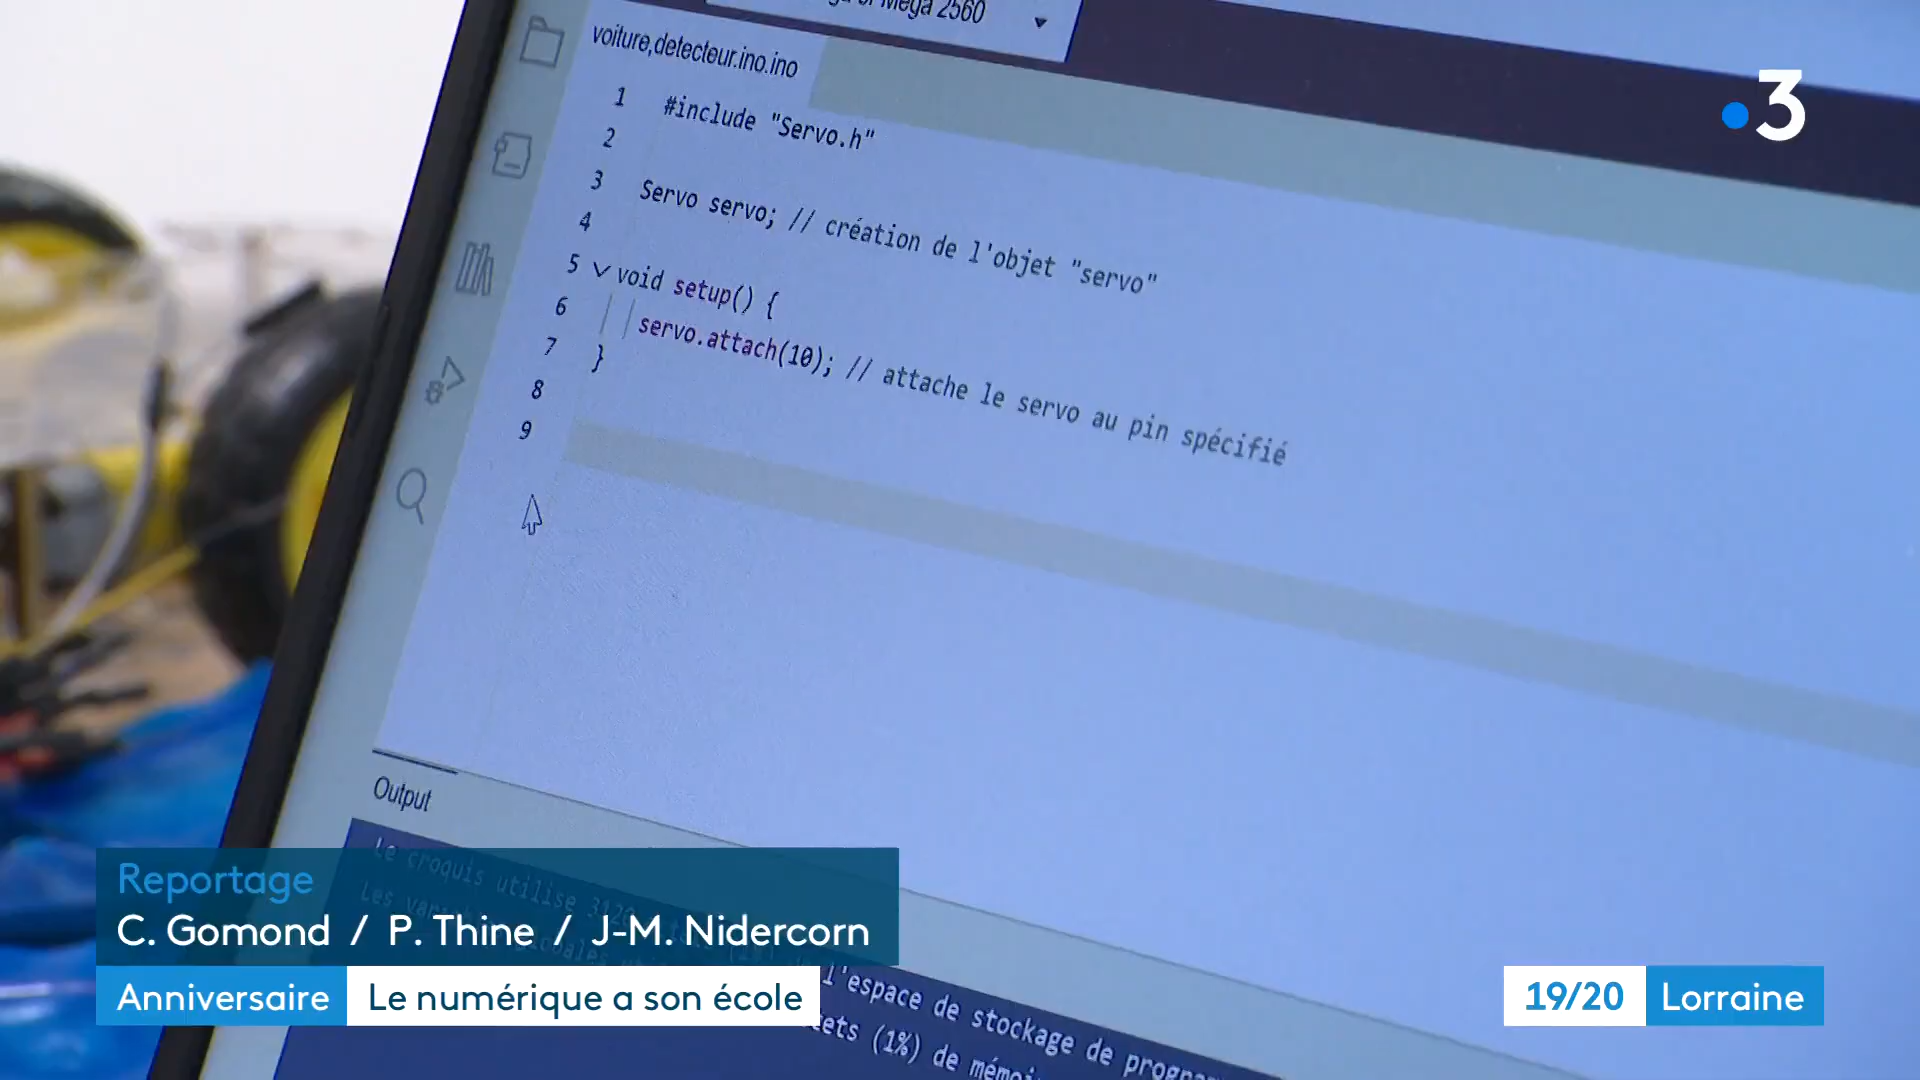 Mega 2560
voiture,detecteur.ino.ino
3
1 #include "Servo.h"
2
3 Servo servo; // création de l'objet "servo"
4
5 void setup() {
6 servo.attach(10); // attache le servo au pin spécifié
7 }
8
9
Output
Le croquis utilise 3120
l'espace de stockage de
(1%) de
Reportage
C. Gomond / P. Thine / J-M. Nidercorn
Anniversaire Le numérique a son école
19/20 Lorraine